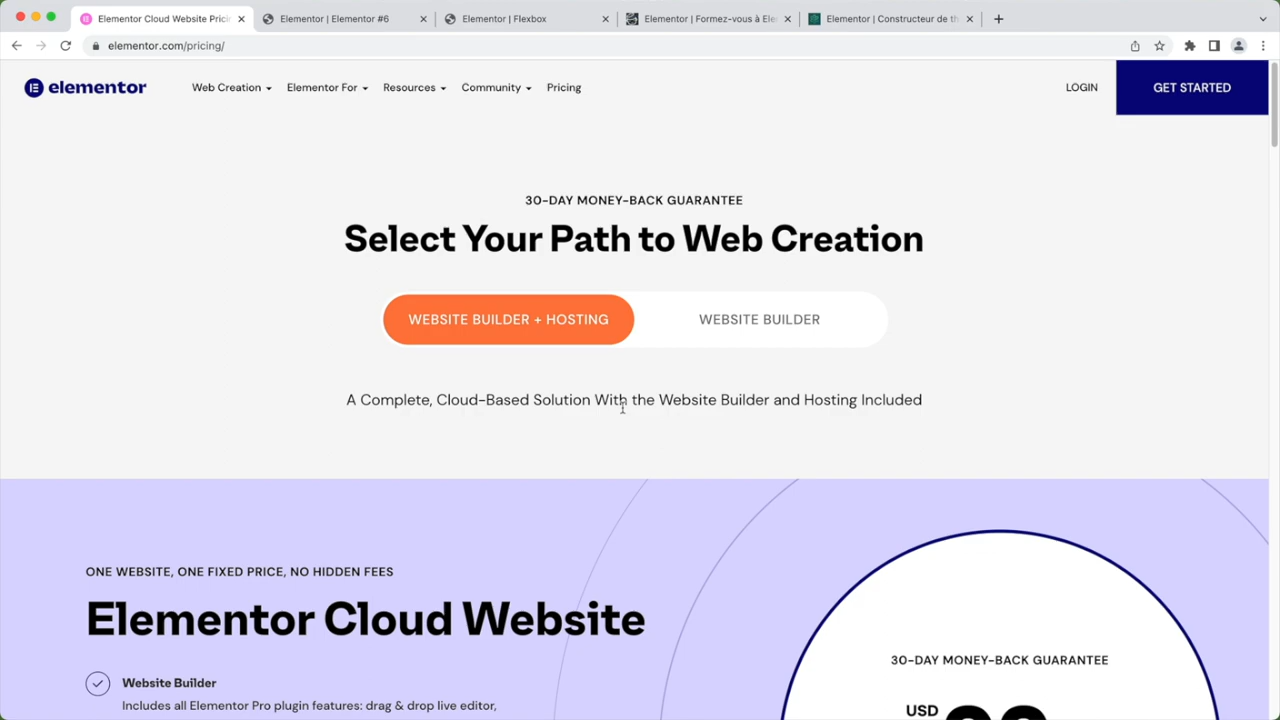 Elementor Cloud Website Prici
Elementor | Elementor #6
Elementor | Flexbox
Elementor | Formez-vous à Ele
Elementor | Constructeur de th
elementor.com/pricing/
elementor
Web Creation
Elementor For
Resources
Community
Pricing
LOGIN
GET STARTED
30-DAY MONEY-BACK GUARANTEE
Select Your Path to Web Creation
WEBSITE BUILDER + HOSTING
WEBSITE BUILDER
A Complete, Cloud-Based Solution With the Website Builder and Hosting Included
ONE WEBSITE, ONE FIXED PRICE, NO HIDDEN FEES
Elementor Cloud Website
Website Builder
Includes all Elementor Pro plugin features: drag & drop live editor,
30-DAY MONEY-BACK GUARANTEE
USD